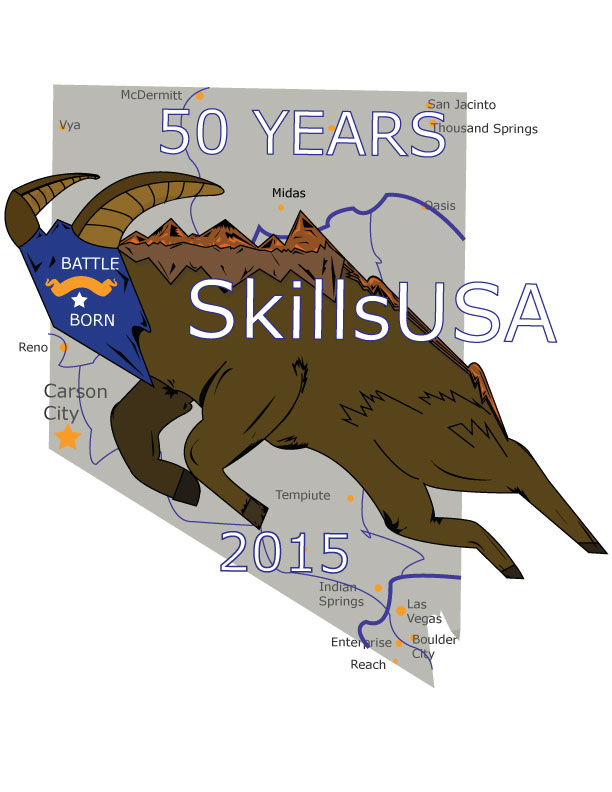 McDermitt
San Jacinto
50 YEARS
Vya
Thousand Springs
Midas
Oasis
BATTLE
BORN
SkillsUSA
Reno
Carson
City
Tempiute
2015
Indian
Springs
Las
Vegas
Enterprise
Boulder
City
Reach